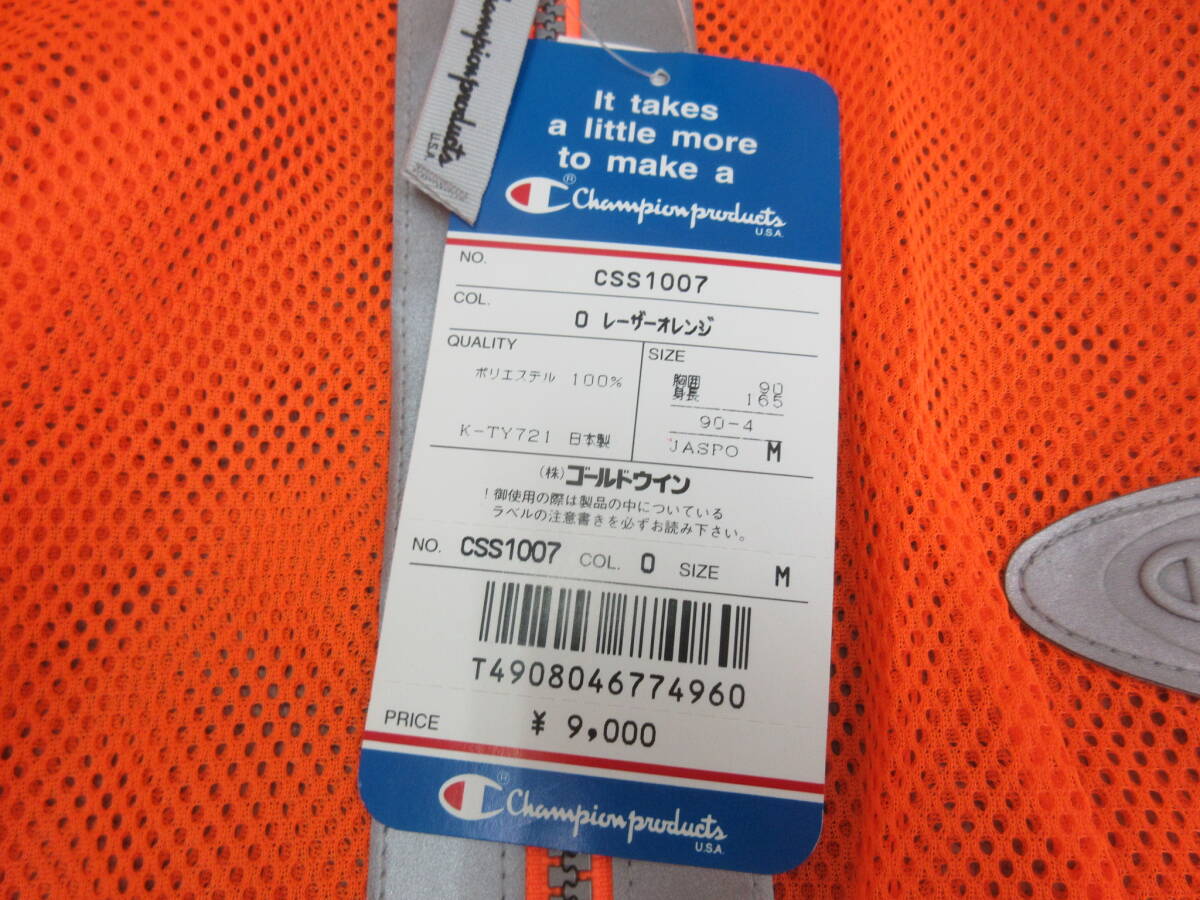 Champion products
U.S.A.
It takes
a little more
to make a
®
Champion products
U.S.A.
NO.
CSS1007
COL.
O レーザーオレンジ
QUALITY
ポリエステル 100%
K-TY721 日本製
SIZE
胸囲 90
身長 165
90-4
JASPO M
(株)ゴールドウイン
!御使用の際は製品の中についている
ラベルの注意書きを必ずお読み下さい。
NO. CSS1007 COL. O SIZE M
T4908046774960
PRICE ¥ 9,000
®
Champion products
U.S.A.